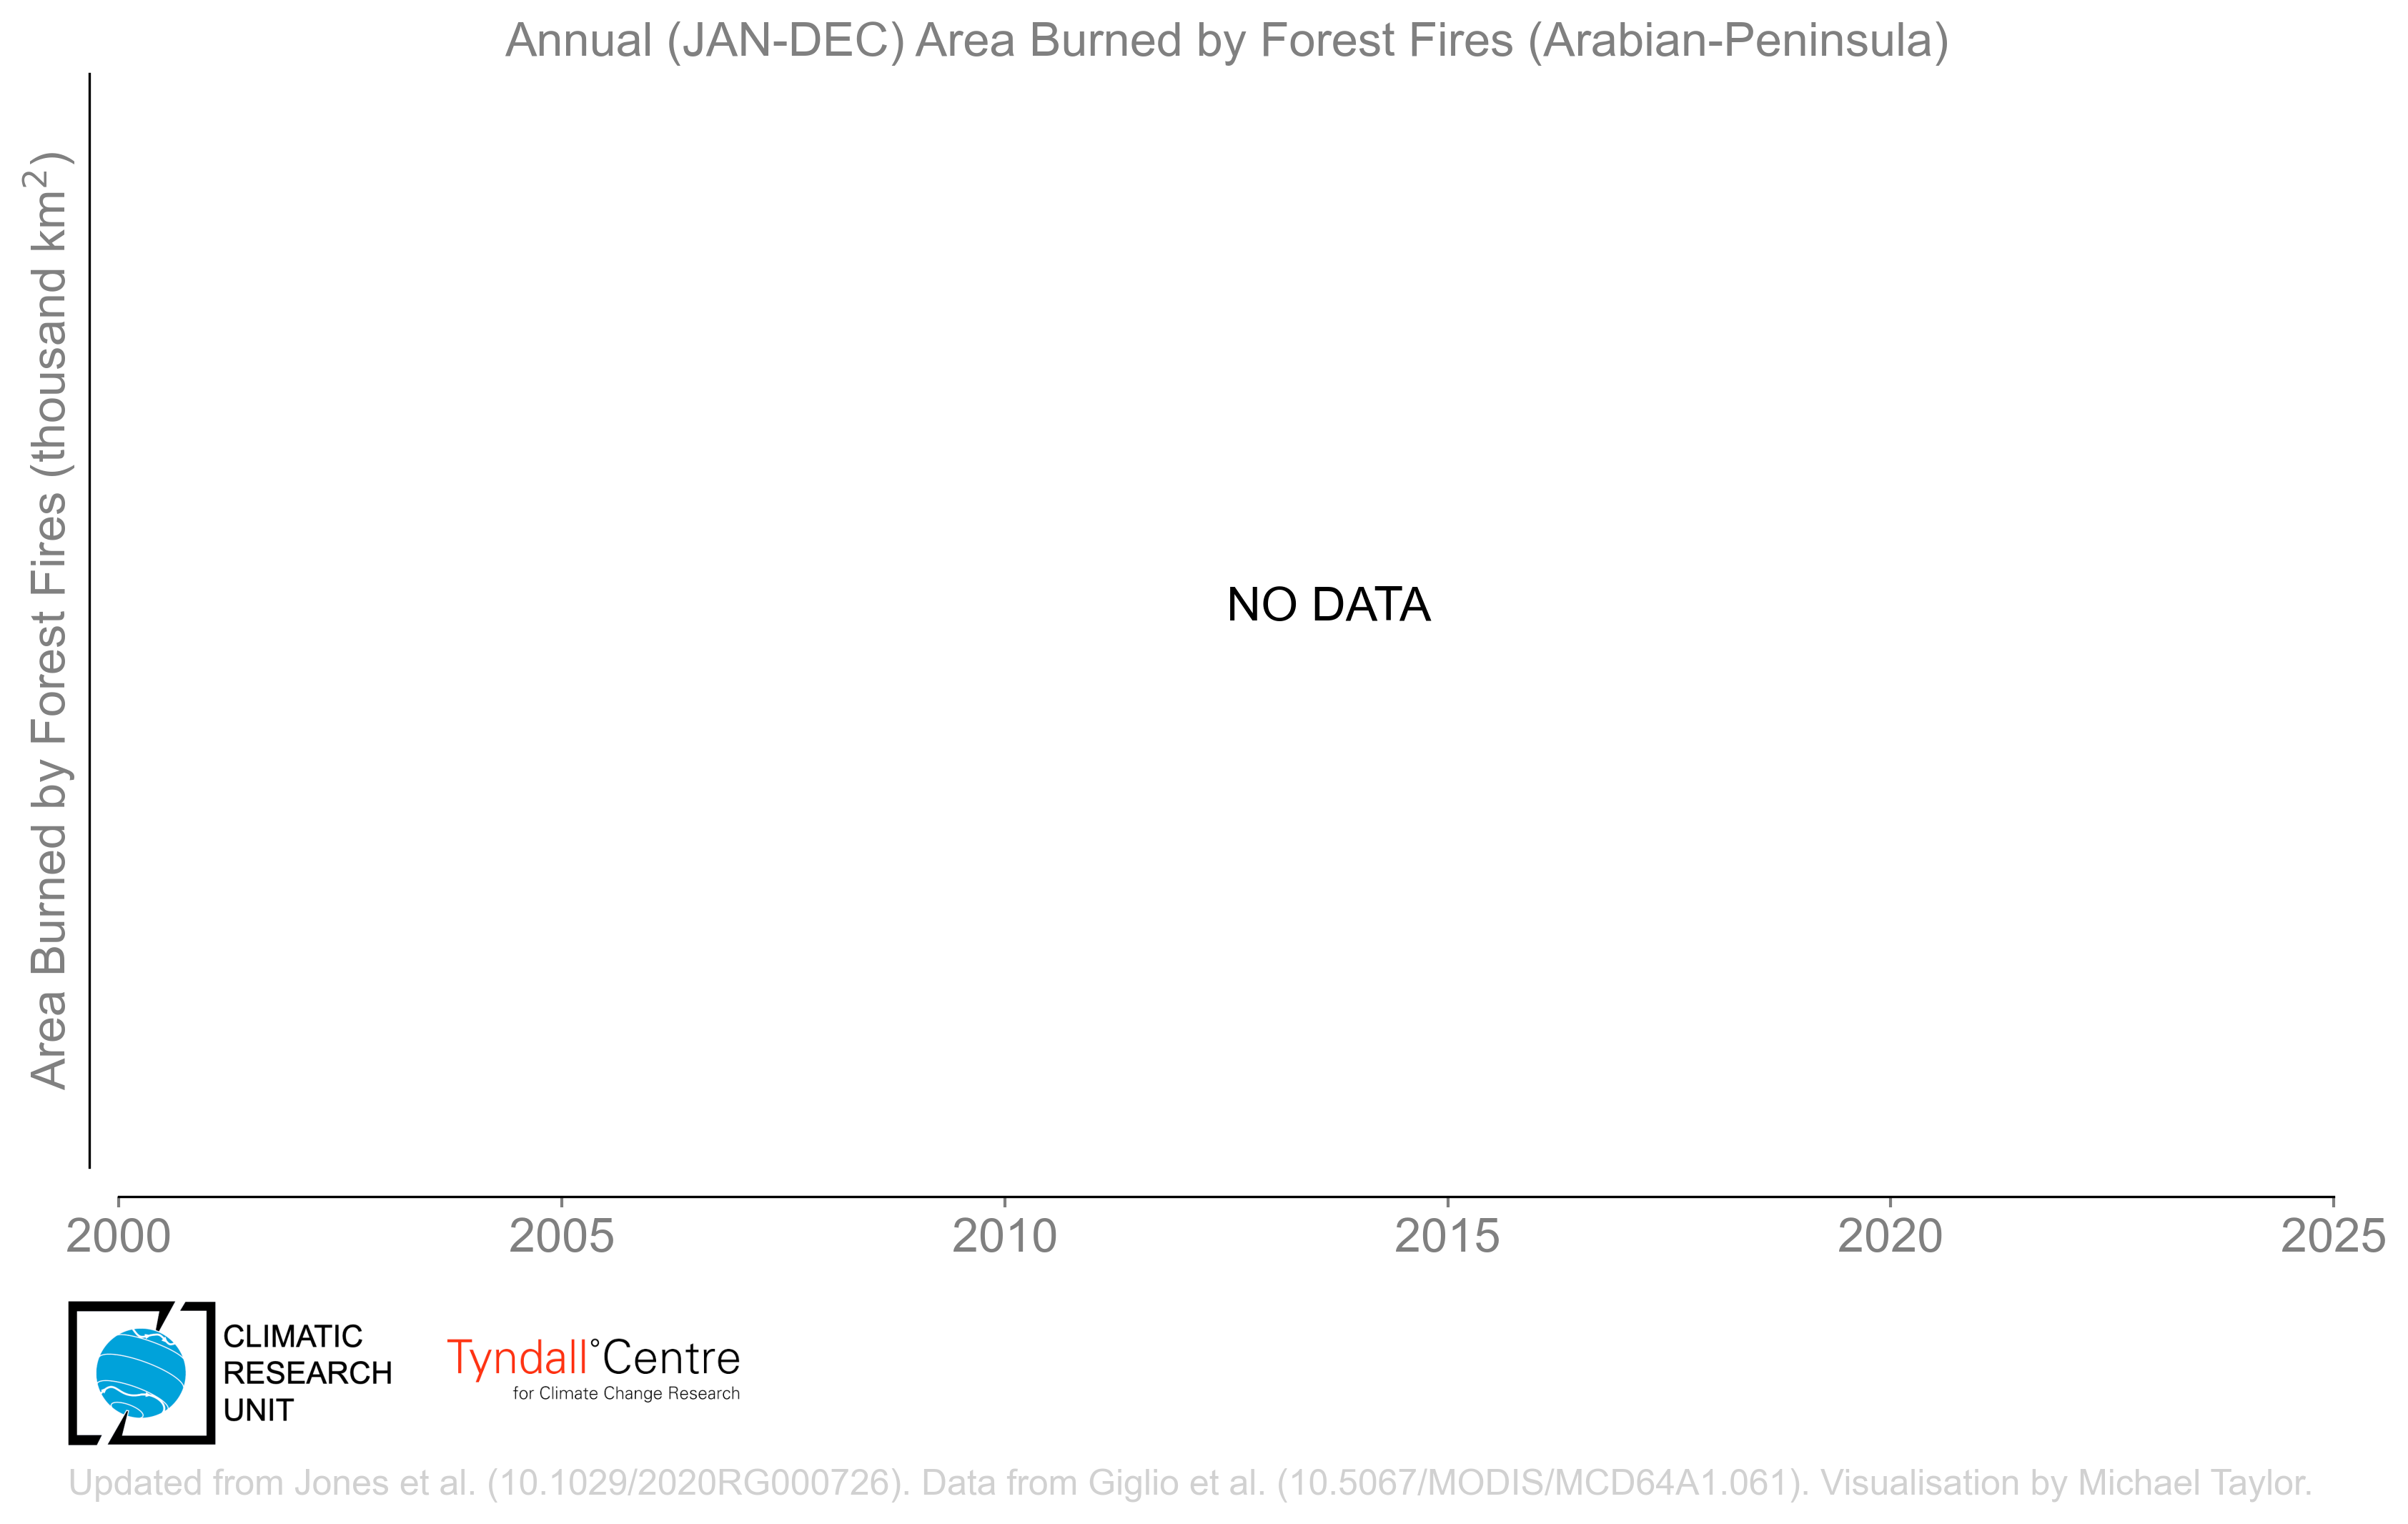 Annual (JAN-DEC) Area Burned by Forest Fires (Arabian-Peninsula)
Area Burned by Forest Fires (thousand km²)
NO DATA
2000 2005 2010 2015 2020 2025
CLIMATIC
RESEARCH
UNIT
Tyndall°Centre
for Climate Change Research
Updated from Jones et al. (10.1029/2020RG000726). Data from Giglio et al. (10.5067/MODIS/MCD64A1.061). Visualisation by Michael Taylor.